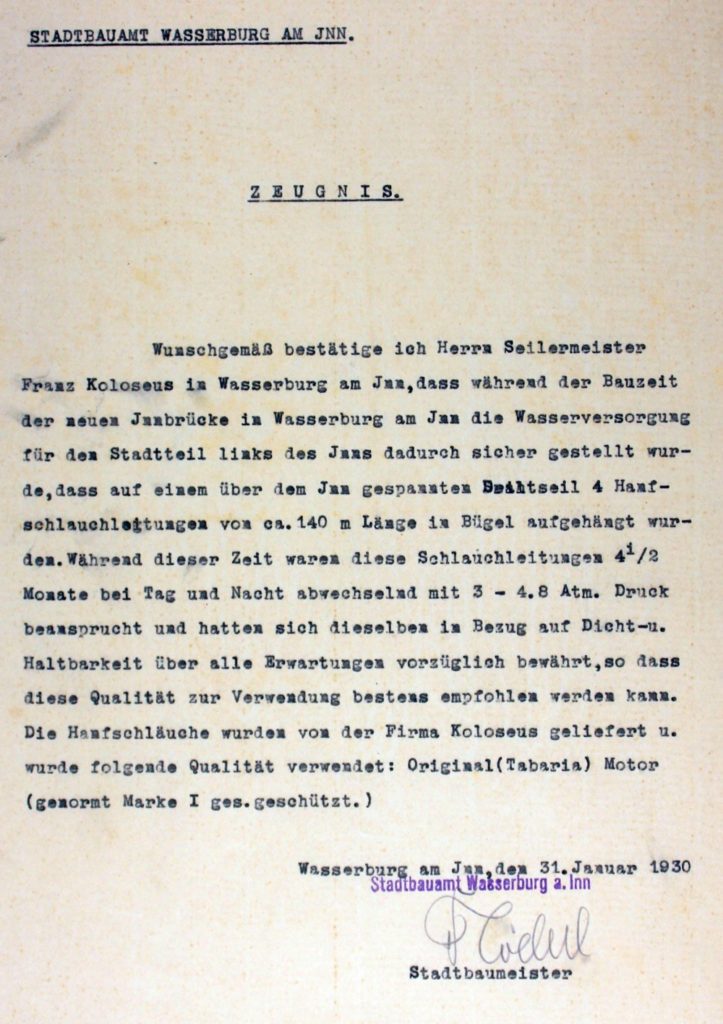 STADTBAUAMT WASSERBURG AM JNN.
ZEUGNIS.
Wunschgemäß bestätige ich Herrn Seilermeister
Franz Koloseus in Wasserburg am Jnn,dass während der Bauzeit
der neuen Jnnbrücke in Wasserburg am Jnn die Wasserversorgung
für den Stadtteil links des Jnns dadurch sicher gestellt wur-
de,dass auf einem über dem Jnn gespannten Drahtseil 4 Hanf-
schlauchleitungen von ca.140 m Länge in Bügel aufgehängt wur-
den.Während dieser Zeit waren diese Schlauchleitungen 4 1/2
Monate bei Tag und Nacht abwechselnd mit 3 - 4.8 Atm. Druck
beansprucht und hatten sich dieselben in Bezug auf Dicht-u.
Haltbarkeit über alle Erwartungen vorzüglich bewährt,so dass
diese Qualität zur Verwendung bestens empfohlen werden kann.
Die Hanfschläuche wurden von der Firma Koloseus geliefert u.
wurde folgende Qualität verwendet: Original(Tabaria) Motor
(genormt Marke I ges.geschützt.)
Wasserburg am Jnn,den 31.Januar 1930
Stadtbauamt Wasserburg a. Inn
Stadtbaumeister